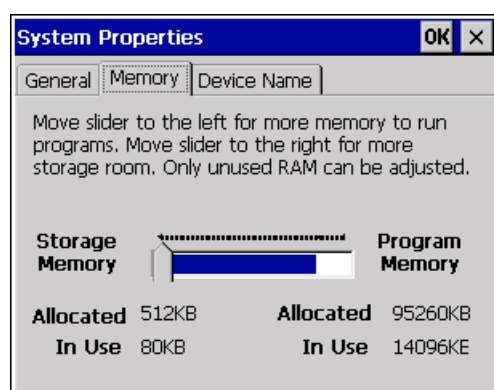 System Properties OK ×
General Memory Device Name
Move slider to the left for more memory to run
programs. Move slider to the right for more
storage room. Only unused RAM can be adjusted.
Storage Program
Memory Memory
Allocated 512KB Allocated 95260KB
In Use 80KB In Use 14096KE